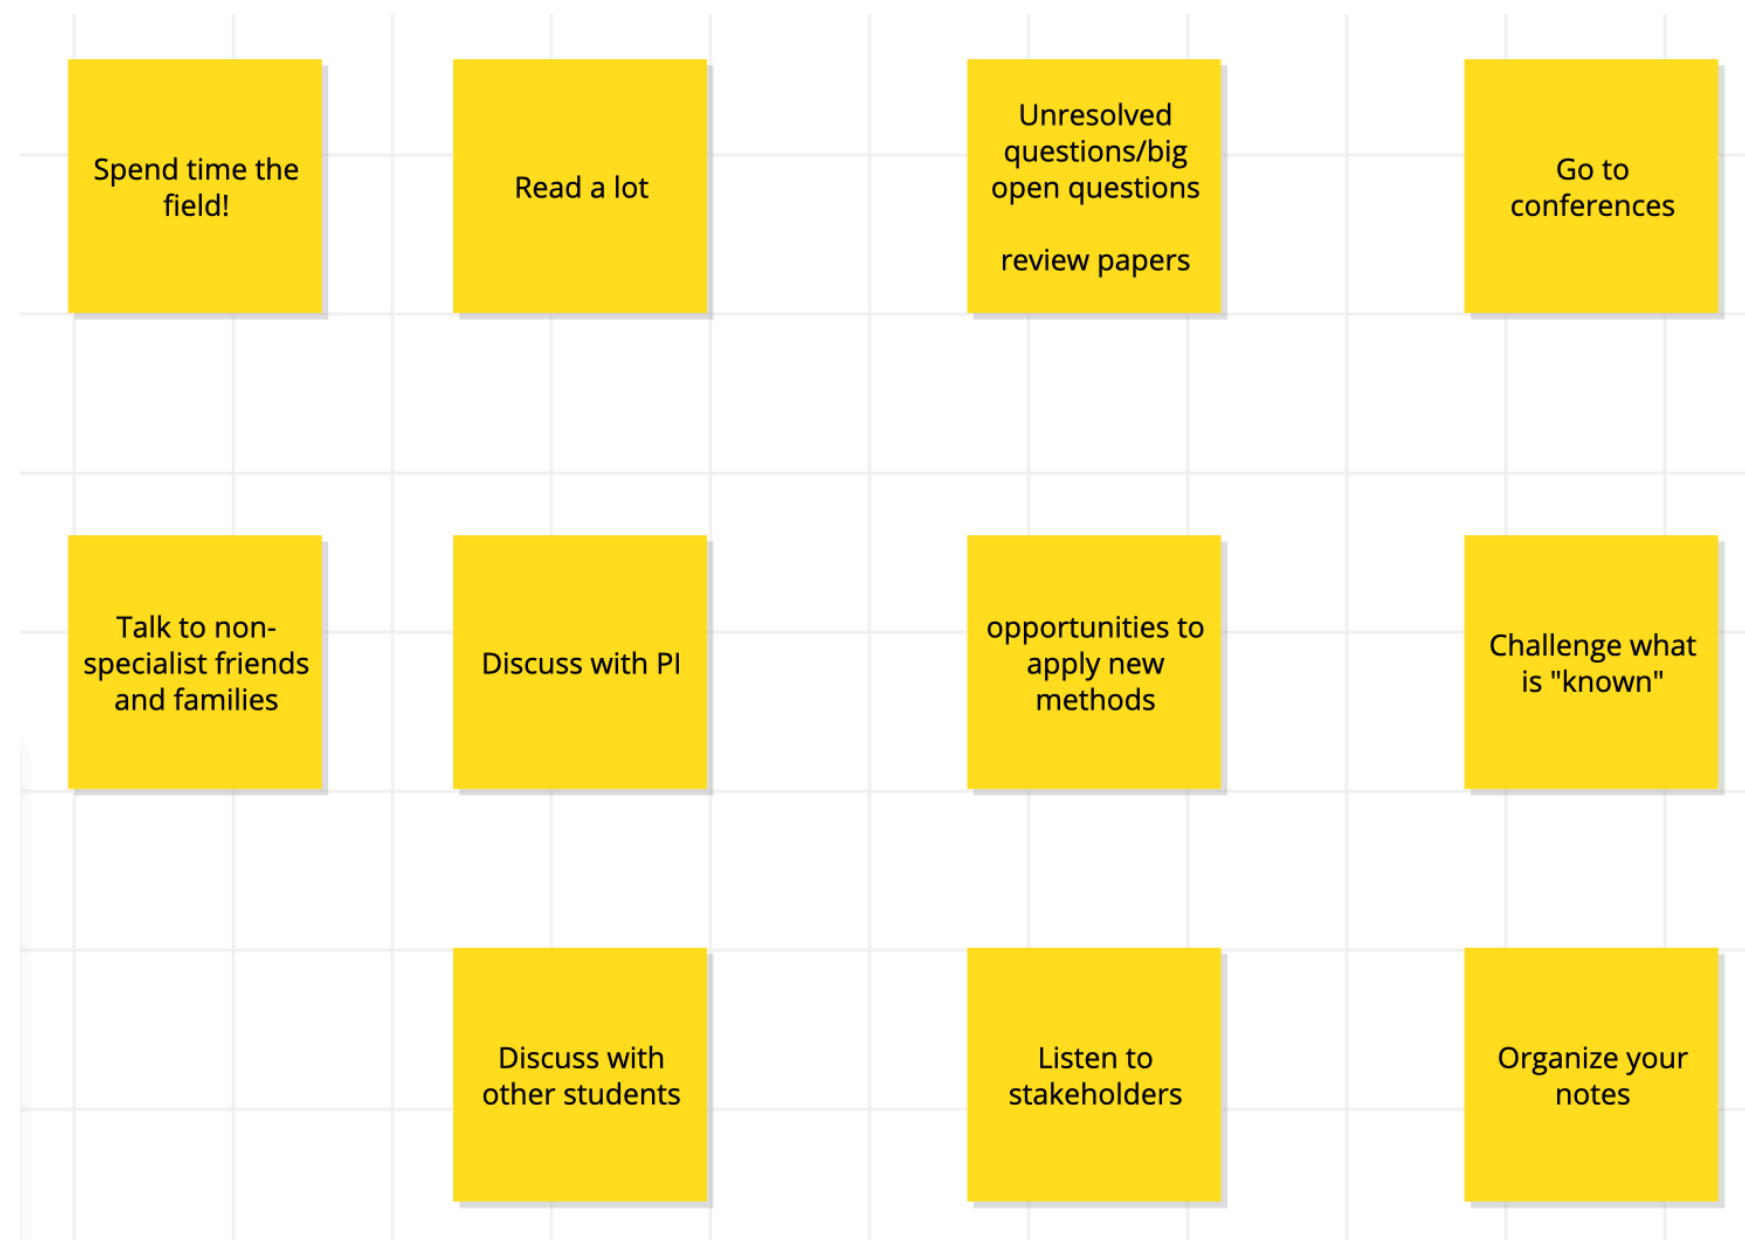 Spend time the
field!
Read a lot
Unresolved
questions/big
open questions
review papers
Go to
conferences
Talk to non-
specialist friends
and families
Discuss with PI
opportunities to
apply new
methods
Challenge what
is "known"
Discuss with
other students
Listen to
stakeholders
Organize your
notes